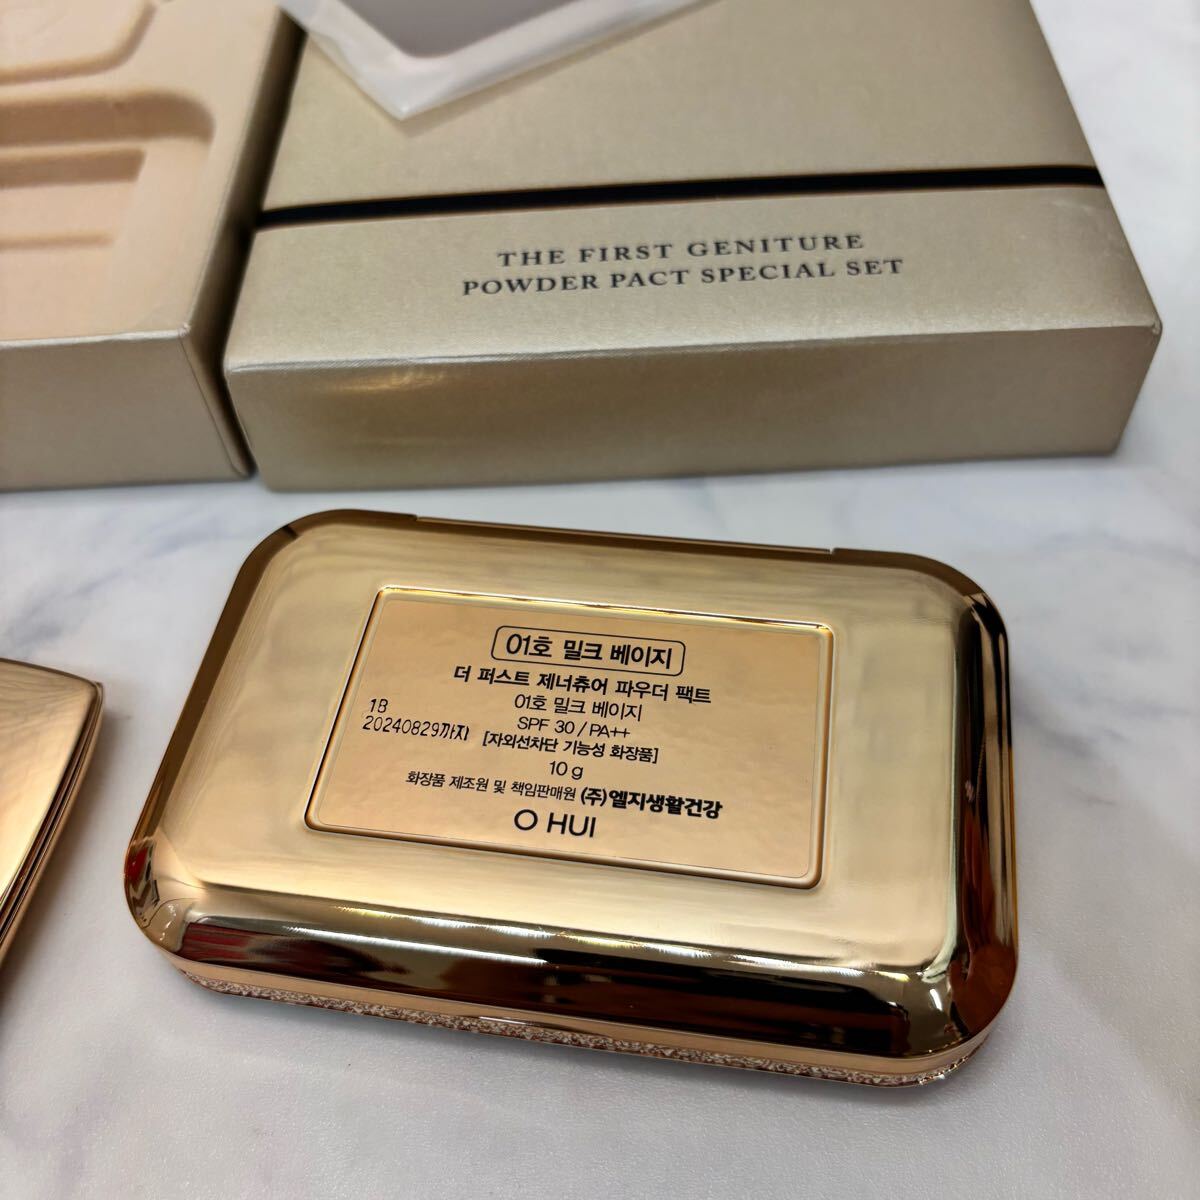 THE FIRST GENITURE
POWDER PACT SPECIAL SET
01호 밀크 베이지
더 퍼스트 제너츄어 파우더 팩트
01호 밀크 베이지
SPF 30 / PA++
[자외선차단 기능성 화장품]
10 g
화장품 제조원 및 책임판매원 (주)엘지생활건강
O HUI
1B
20240829까지